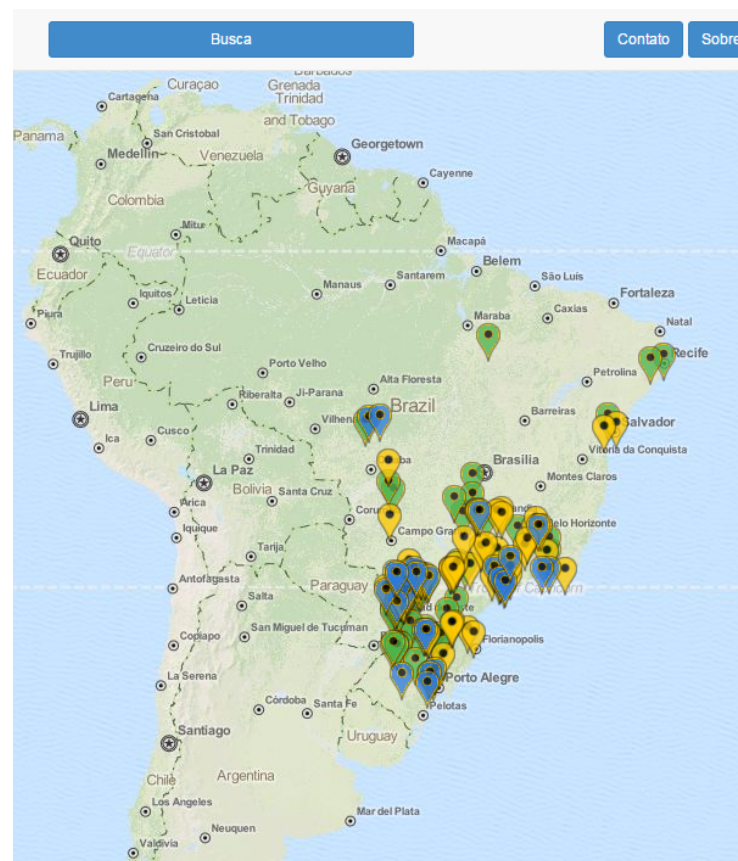 Busca
Contato
Sobre
Barbados
Curaçao
Grenada
Cartagena
Trinidad
and Tobago
San Cristobal
Panama
Georgetown
Medellin
Venezuela
Cayenne
Guyana
Colombia
Mitu
Quito
Equator
Macapá
Ecuador
Belem
Santarem
São Luis
Iquitos
Manaus
Leticia
Fortaleza
Caxias
Piura
Maraba
Natal
Cruzeiro do Sul
Recife
Trujillo
Porto Velho
Petrolina
Peru
Alta Floresta
Riberalta
Ji-Parana
Brazil
Lima
Barreiras
Vilhena
Salvador
Cusco
Ica
Trinidad
Vitoria da Conquista
Brasilia
La Paz
Montes Claros
Bolivia
Santa Cruz
Arica
Campo Gra
elo Horizonte
Iquique
Tarija
Antofagasta
Paraguay
Salta
San Miguel de Tucuman
Copiapo
Florianopolis
La Serena
Porto Alegre
Córdoba
Santa Fe
Pelotas
Santiago
Uruguay
Chile
Argentina
Los Angeles
Mar del Plata
Neuquen
Valdivia